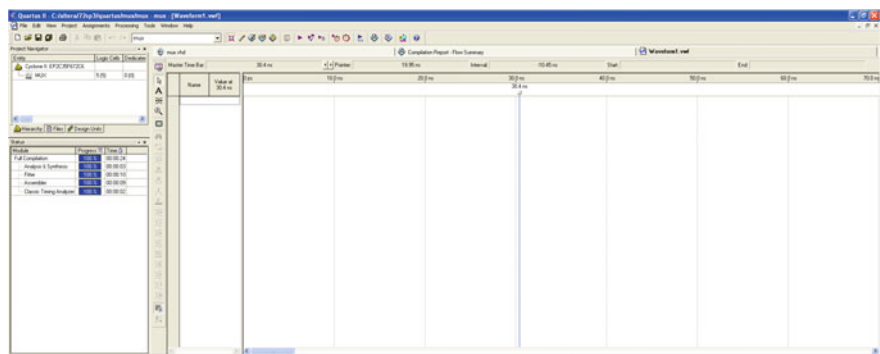 Quartus II - C:/altera/72sp3/quartus/mux/mux - mux - [Waveform1.vwf]
File Edit View Project Assignments Processing Tools Window Help
mux
Project Navigator
Entity Logic Cells Dedicated
Cyclone II: EP2C35F672C6
MUX 5 (5) 0 (0)
Hierarchy Files Design Units
Status
Module Progress % Time
Full Compilation 100 % 00:00:24
Analysis & Synthesis 100 % 00:00:03
Fitter 100 % 00:00:10
Assembler 100 % 00:00:09
Classic Timing Analyzer 100 % 00:00:02
mux.vhd
Compilation Report - Flow Summary
Waveform1.vwf
Master Time Bar: 30.4 ns Pointer: 19.95 ns Interval: -10.45 ns Start: End:
Name Value at 30.4 ns
0 ps 10.0 ns 20.0 ns 30.0 ns 40.0 ns 50.0 ns 60.0 ns 70.0 ns
30.4 ns